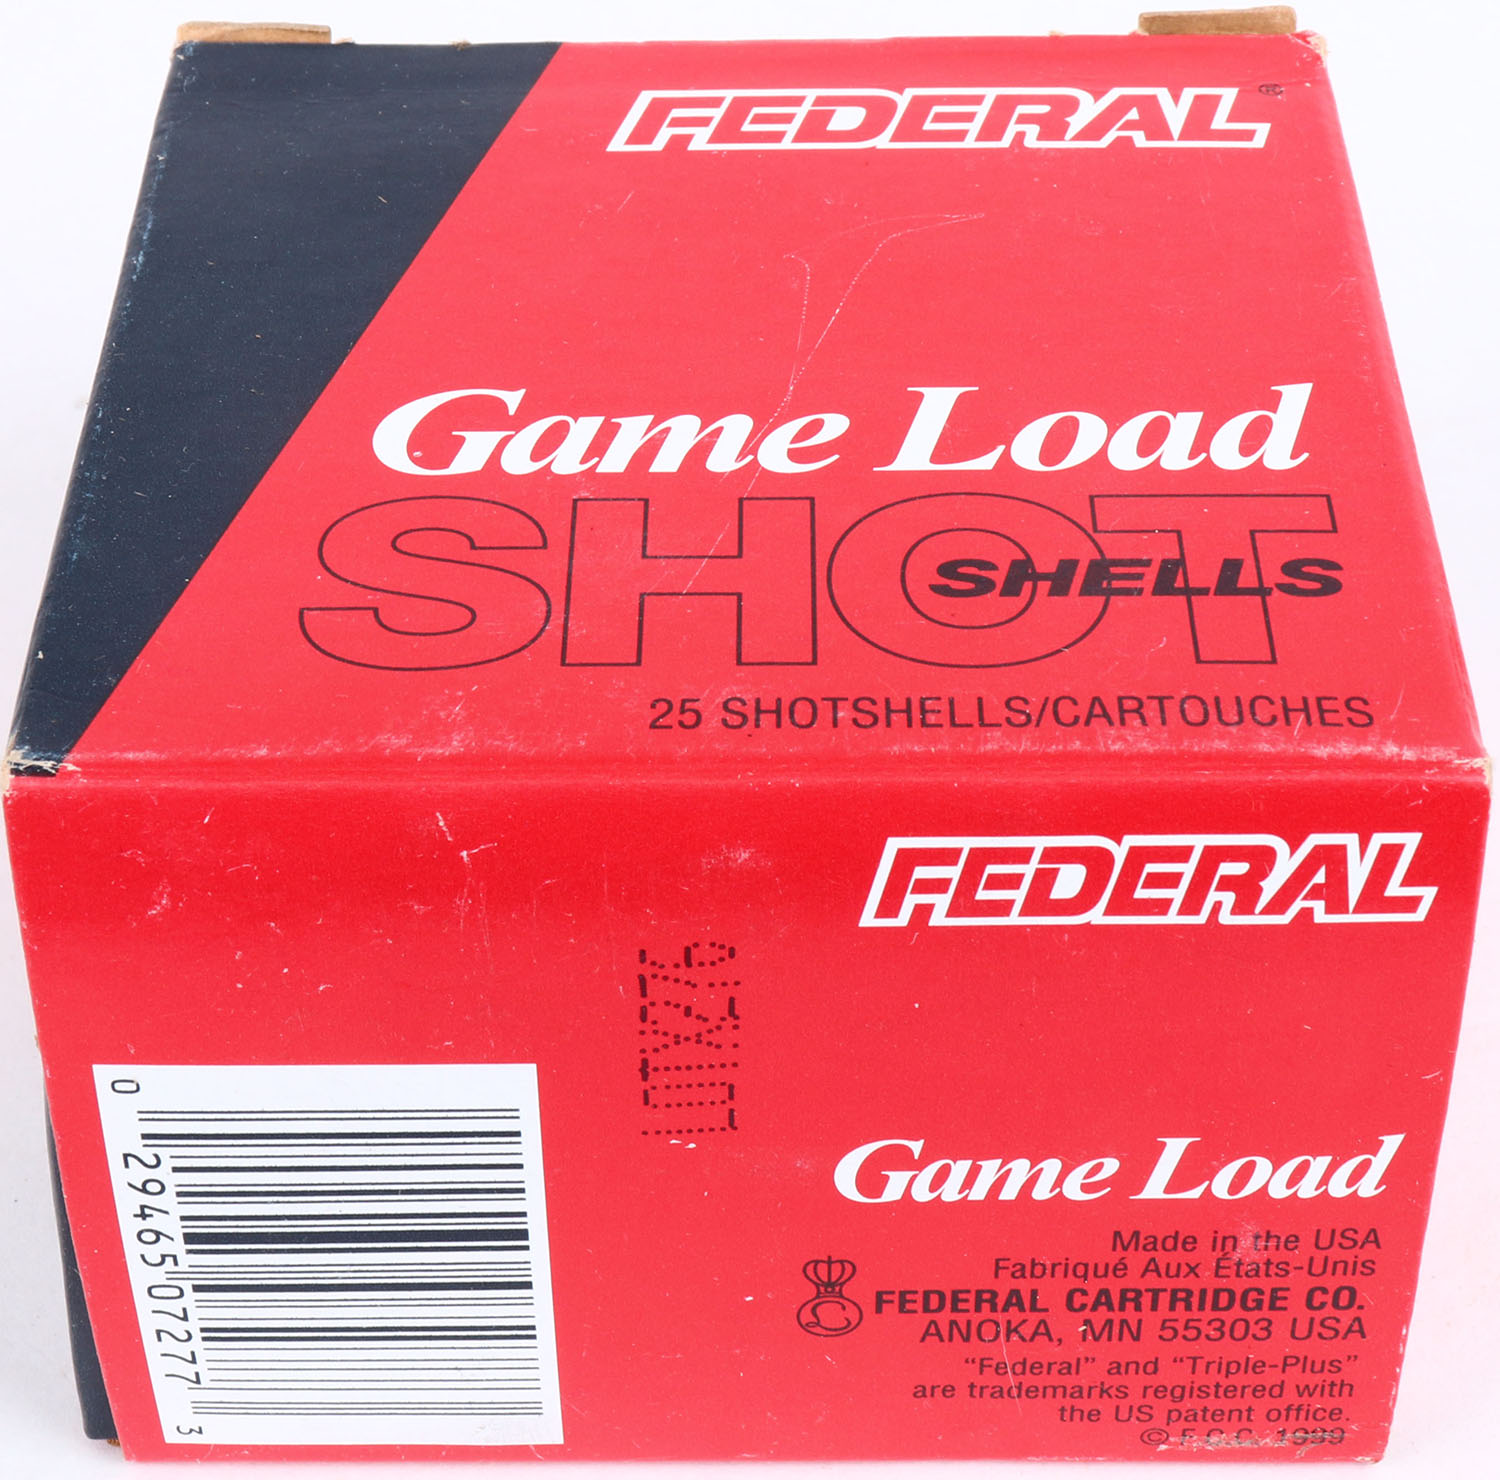 FEDERAL®
Game Load
SHOT
SHELLS
25 SHOTSHELLS/CARTOUCHES
FEDERAL
Game Load
Made in the USA
Fabriqué Aux États-Unis
FEDERAL CARTRIDGE CO.
ANOKA, MN 55303 USA
"Federal" and "Triple-Plus"
are trademarks registered with
the US patent office.
© F.C.C. 1999
0 29465 07277 3